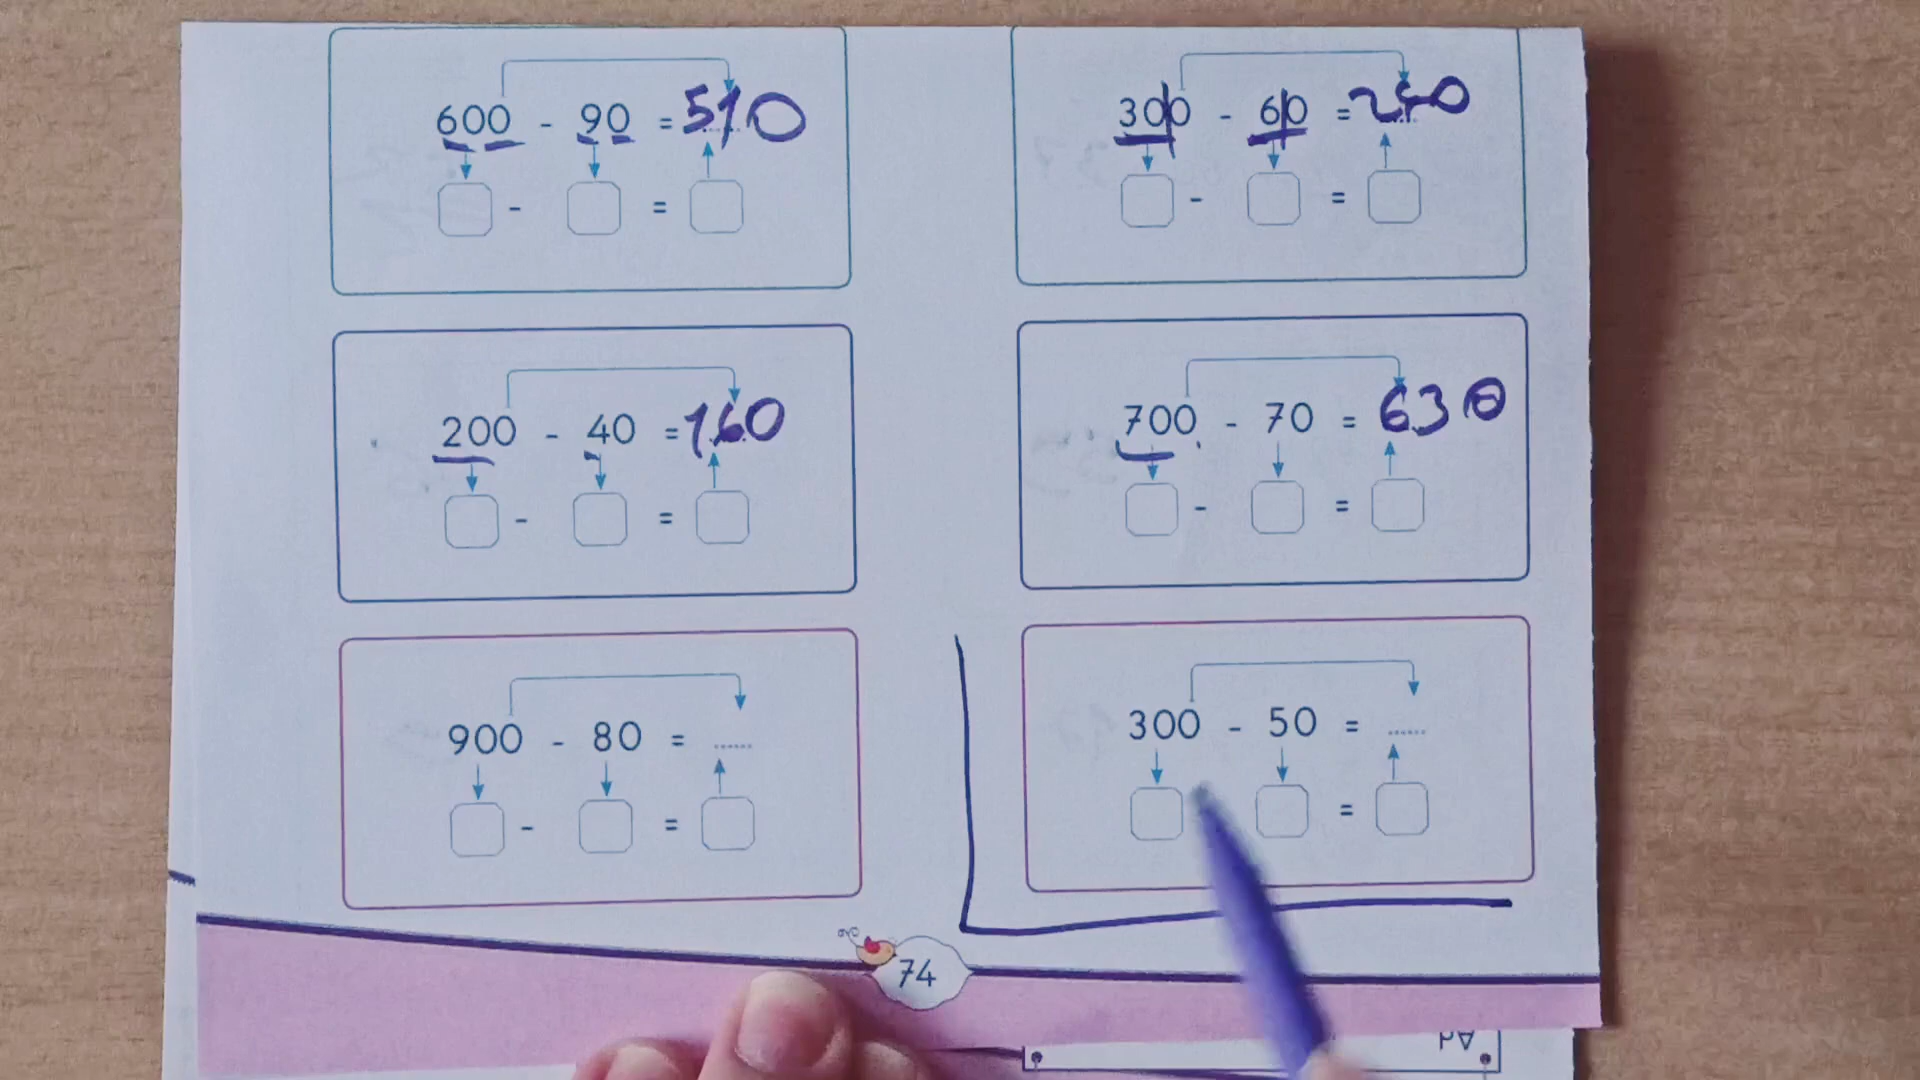 600 - 90 = 510
- =
300 - 60 = 240
- =
200 - 40 = 160
- =
700 - 70 = 630
- =
900 - 80 = ......
- =
300 - 50 = ......
=
74